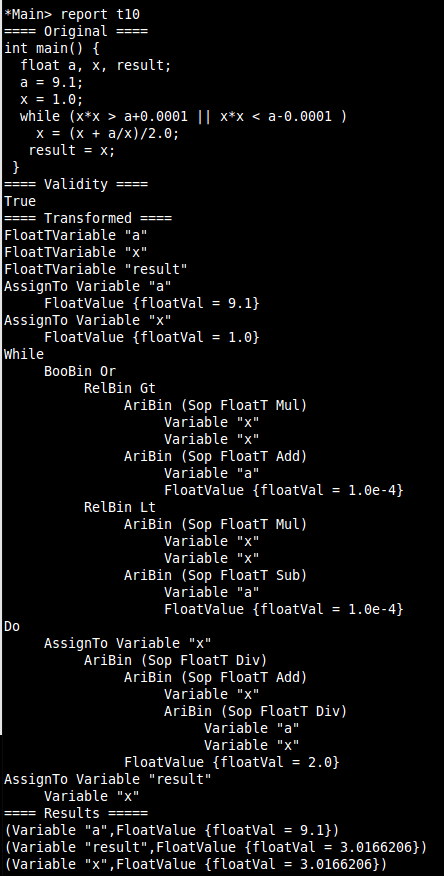 *Main> report t10
==== Original ====
int main() {
  float a, x, result;
  a = 9.1;
  x = 1.0;
  while (x*x > a+0.0001 || x*x < a-0.0001 )
    x = (x + a/x)/2.0;
   result = x;
 }
==== Validity ====
True
==== Transformed ====
FloatTVariable "a"
FloatTVariable "x"
FloatTVariable "result"
AssignTo Variable "a"
     FloatValue {floatVal = 9.1}
AssignTo Variable "x"
     FloatValue {floatVal = 1.0}
While
     BooBin Or
          RelBin Gt
               AriBin (Sop FloatT Mul)
                    Variable "x"
                    Variable "x"
               AriBin (Sop FloatT Add)
                    Variable "a"
                    FloatValue {floatVal = 1.0e-4}
          RelBin Lt
               AriBin (Sop FloatT Mul)
                    Variable "x"
                    Variable "x"
               AriBin (Sop FloatT Sub)
                    Variable "a"
                    FloatValue {floatVal = 1.0e-4}
Do
     AssignTo Variable "x"
          AriBin (Sop FloatT Div)
               AriBin (Sop FloatT Add)
                    Variable "x"
                    AriBin (Sop FloatT Div)
                         Variable "a"
                         Variable "x"
               FloatValue {floatVal = 2.0}
AssignTo Variable "result"
     Variable "x"
==== Results =====
(Variable "a",FloatValue {floatVal = 9.1})
(Variable "result",FloatValue {floatVal = 3.0166206})
(Variable "x",FloatValue {floatVal = 3.0166206})